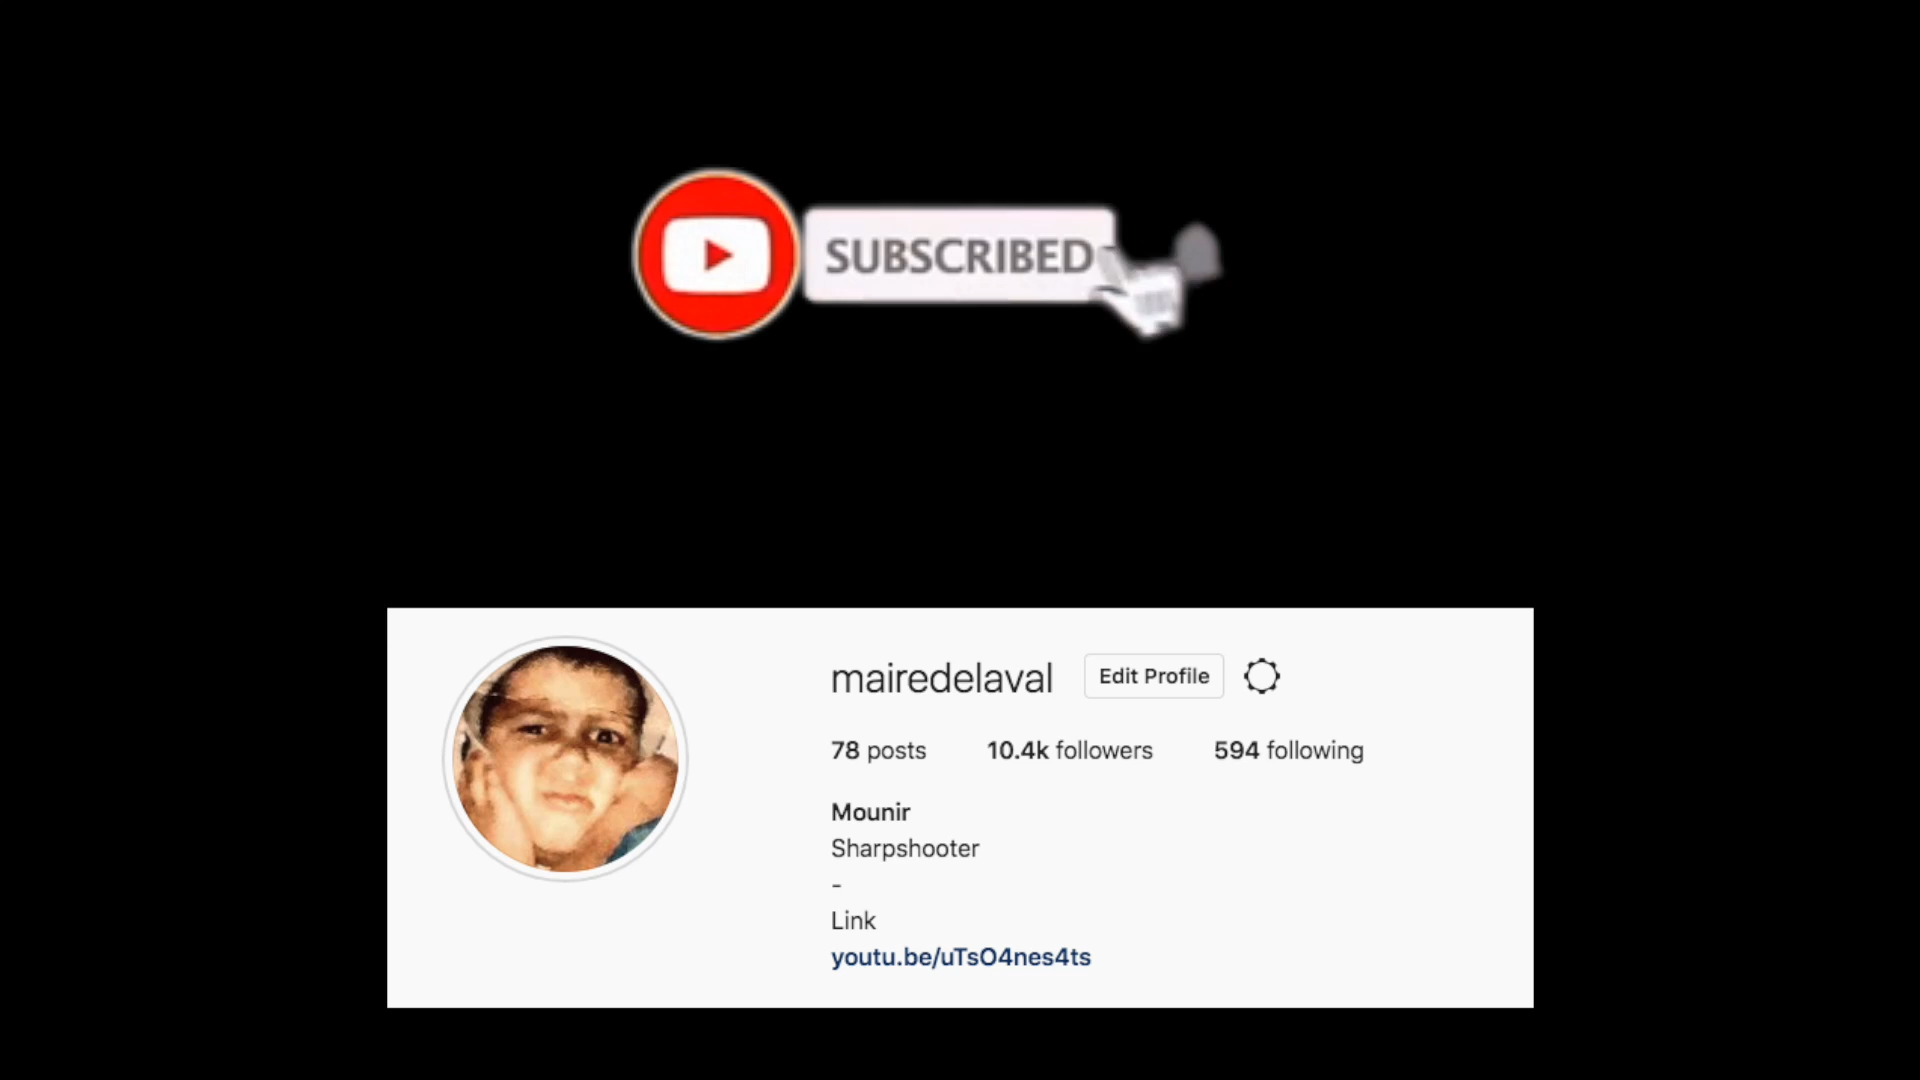 SUBSCRIBED
mairedelaval Edit Profile
78 posts 10.4k followers 594 following
Mounir
Sharpshooter
-
Link
youtu.be/uTsO4nes4ts